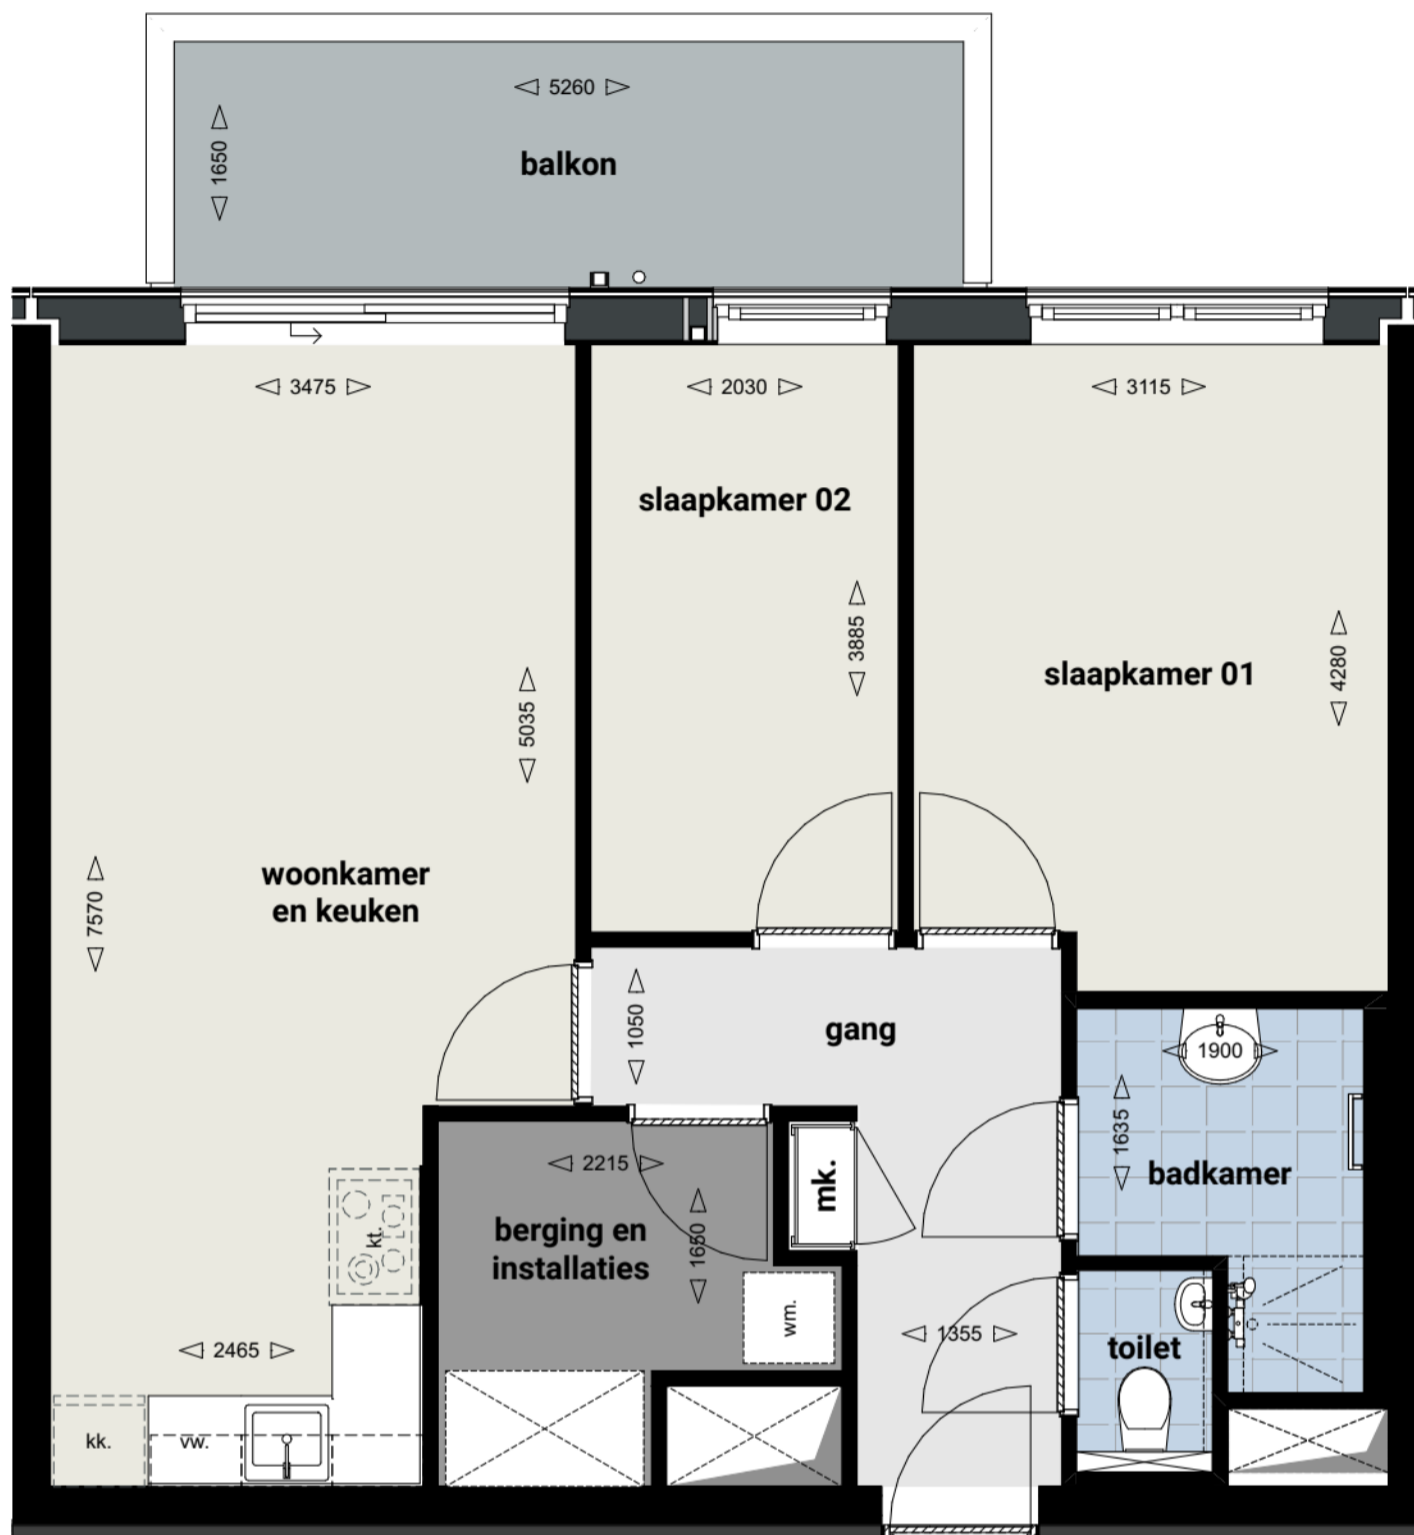 5260
1650
balkon
3475
2030
3115
slaapkamer 02
3885
4280
slaapkamer 01
5035
woonkamer
en keuken
7570
1050
gang
1900
1635
badkamer
2215
mk.
berging en
installaties
1650
kt.
wm.
1355
toilet
2465
kk.
vw.